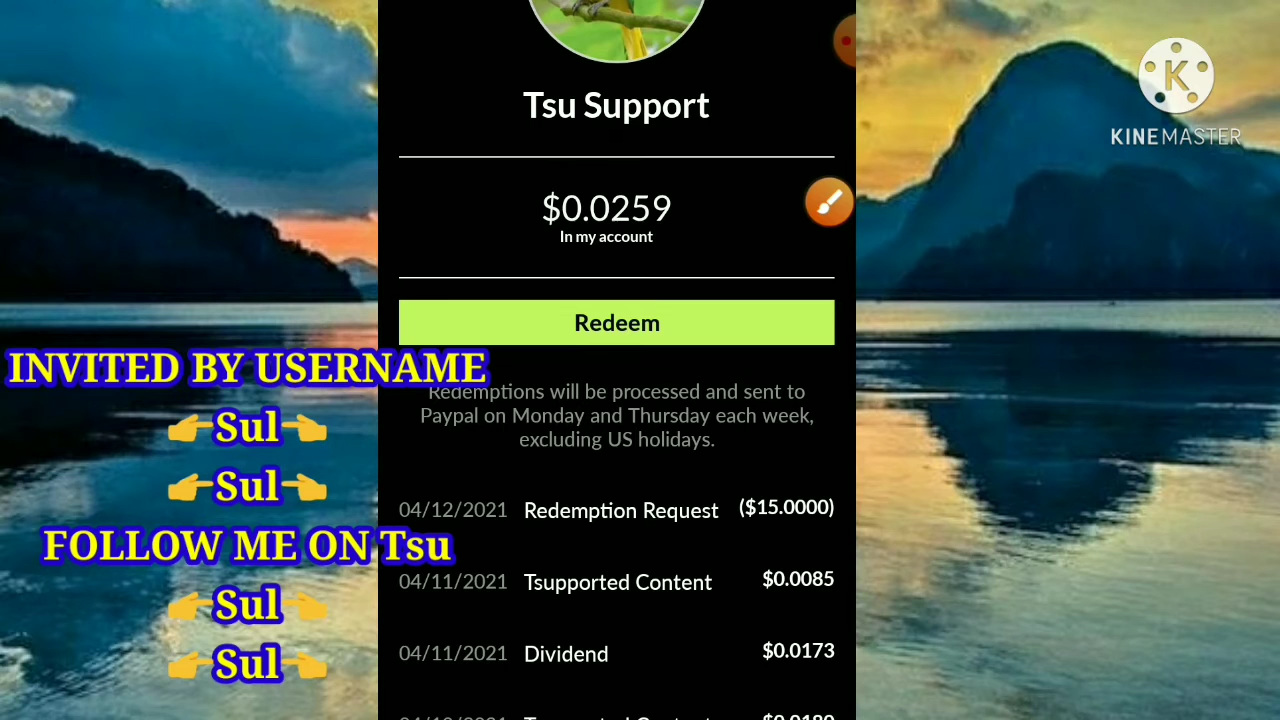 K
KINEMASTER
Tsu Support
$0.0259
In my account
Redeem
Redemptions will be processed and sent to
Paypal on Monday and Thursday each week,
excluding US holidays.
04/12/2021 Redemption Request ($15.0000)
04/11/2021 Tsupported Content $0.0085
04/11/2021 Dividend $0.0173
INVITED BY USERNAME
👉Sul👈
👉Sul👈
FOLLOW ME ON Tsu
👉Sul👈
👉Sul👈